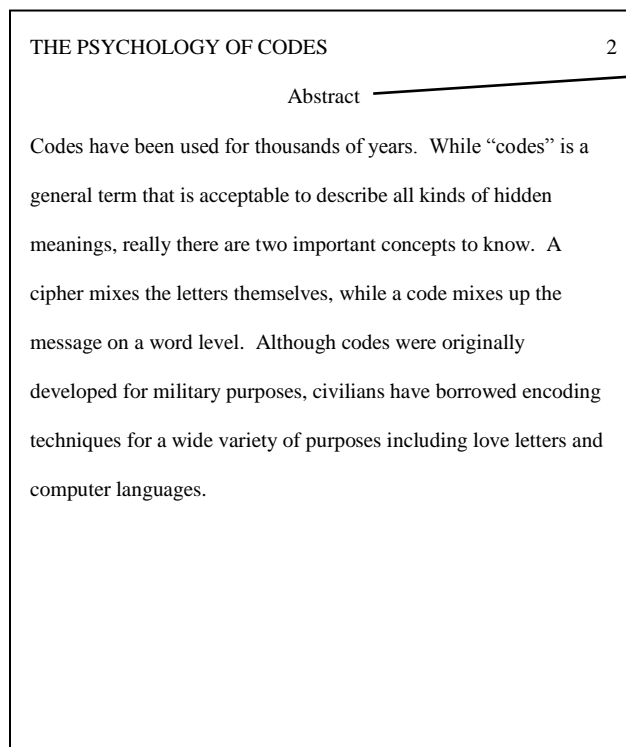 THE PSYCHOLOGY OF CODES 2
Abstract
Codes have been used for thousands of years.  While “codes” is a
general term that is acceptable to describe all kinds of hidden
meanings, really there are two important concepts to know.  A
cipher mixes the letters themselves, while a code mixes up the
message on a word level.  Although codes were originally
developed for military purposes, civilians have borrowed encoding
techniques for a wide variety of purposes including love letters and
computer languages.